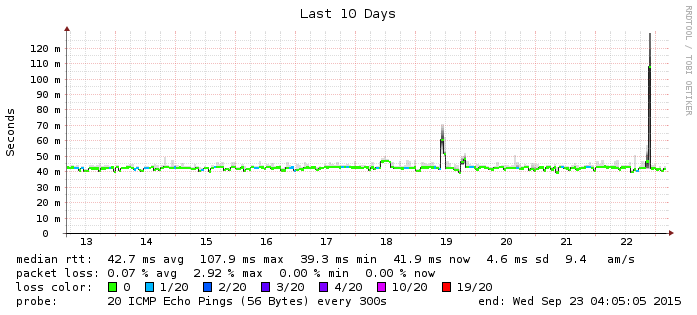 Last 10 Days
RRDTOOL / TOBI OETIKER
Seconds
120 m
110 m
100 m
90 m
80 m
70 m
60 m
50 m
40 m
30 m
20 m
10 m
0
13 14 15 16 17 18 19 20 21 22
median rtt: 42.7 ms avg 107.9 ms max 39.3 ms min 41.9 ms now 4.6 ms sd 9.4 am/s
packet loss: 0.07 % avg 2.92 % max 0.00 % min 0.00 % now
loss color: 0 1/20 2/20 3/20 4/20 10/20 19/20
probe: 20 ICMP Echo Pings (56 Bytes) every 300s end: Wed Sep 23 04:05:05 2015